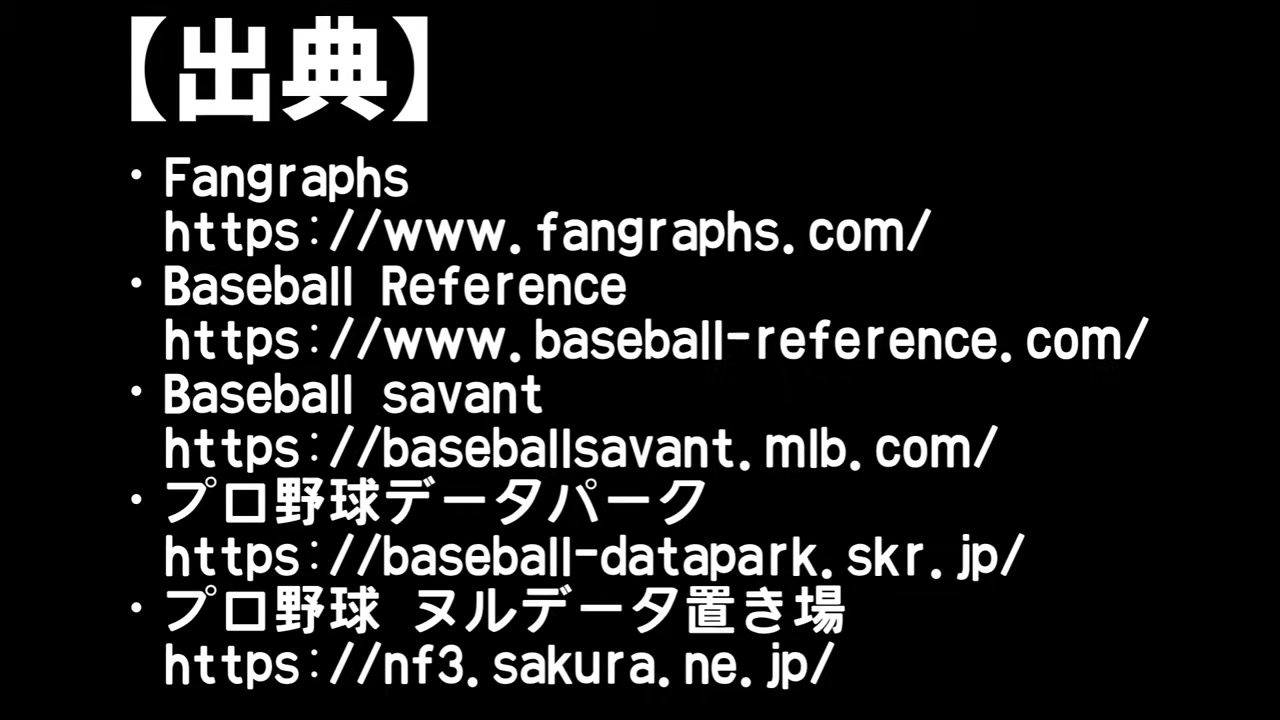 【出典】
・Fangraphs
https://www.fangraphs.com/
・Baseball Reference
https://www.baseball-reference.com/
・Baseball savant
https://baseballsavant.mlb.com/
・プロ野球データパーク
https://baseball-datapark.skr.jp/
・プロ野球 ヌルデータ置き場
https://nf3.sakura.ne.jp/